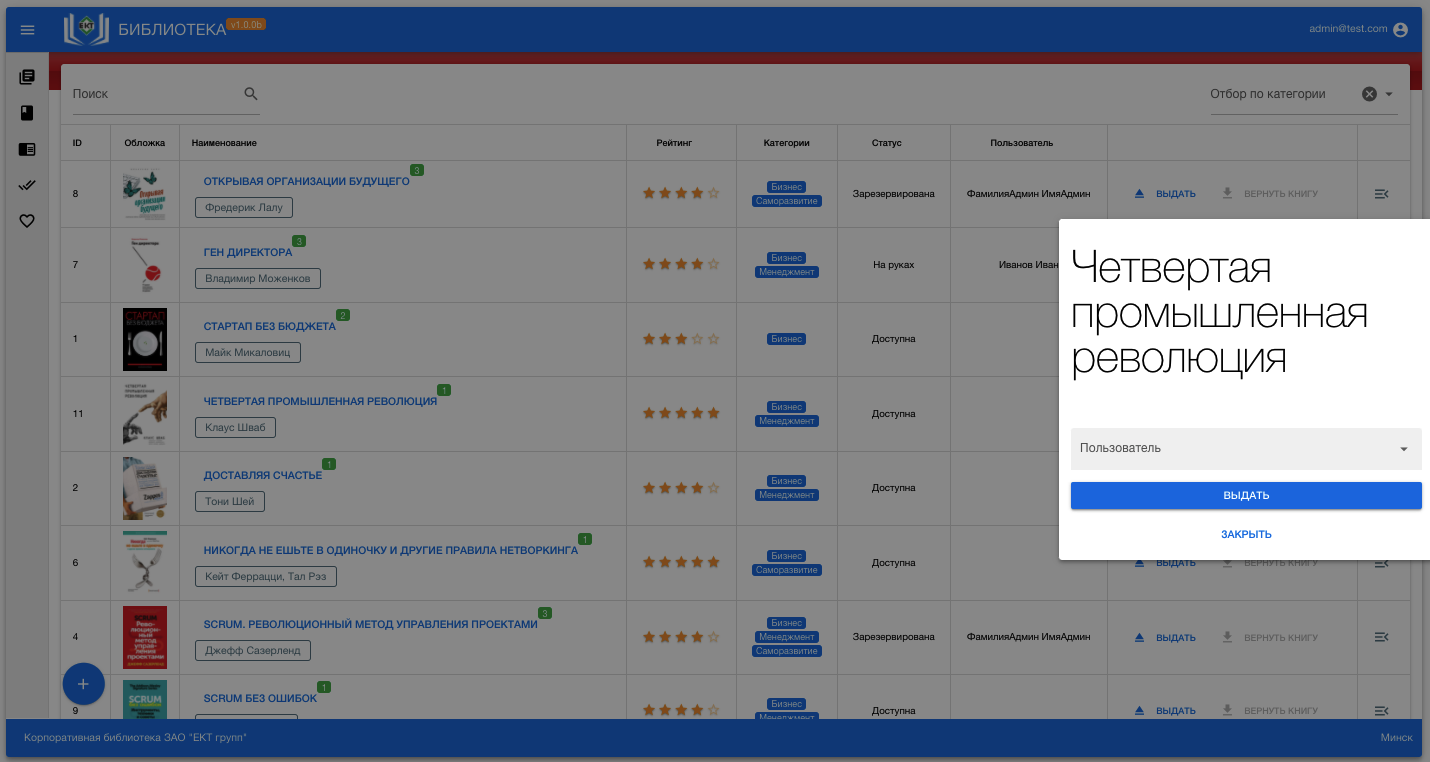 EKT БИБЛИОТЕКА v1.0.0b admin@test.com
Поиск Отбор по категории
ID Обложка Наименование Рейтинг Категории Статус Пользователь
8 ОТКРЫВАЯ ОРГАНИЗАЦИИ БУДУЩЕГО 3 Бизнес Зарезервирована ФамилияАдмин ИмяАдмин ВЫДАТЬ ВЕРНУТЬ КНИГУ
Фредерик Лалу Саморазвитие
7 ГЕН ДИРЕКТОРА 3 Бизнес На руках Иванов Иван
Владимир Моженков Менеджмент
1 СТАРТАП БЕЗ БЮДЖЕТА 2 Бизнес Доступна
Майк Микаловиц
11 ЧЕТВЕРТАЯ ПРОМЫШЛЕННАЯ РЕВОЛЮЦИЯ 1 Бизнес Доступна
Клаус Шваб Менеджмент
2 ДОСТАВЛЯЯ СЧАСТЬЕ 1 Бизнес Доступна
Тони Шей Менеджмент
6 НИКОГДА НЕ ЕШЬТЕ В ОДИНОЧКУ И ДРУГИЕ ПРАВИЛА НЕТВОРКИНГА 1 Бизнес Доступна ВЫДАТЬ ВЕРНУТЬ КНИГУ
Кейт Феррацци, Тал Рэз Саморазвитие
4 SCRUM. РЕВОЛЮЦИОННЫЙ МЕТОД УПРАВЛЕНИЯ ПРОЕКТАМИ 3 Бизнес Зарезервирована ФамилияАдмин ИмяАдмин ВЫДАТЬ ВЕРНУТЬ КНИГУ
Джефф Сазерленд Менеджмент
Саморазвитие
9 SCRUM БЕЗ ОШИБОК 1 Бизнес Доступна ВЫДАТЬ ВЕРНУТЬ КНИГУ
Менеджмент
Четвертая
промышленная
революция
Пользователь
ВЫДАТЬ
ЗАКРЫТЬ
Корпоративная библиотека ЗАО "ЕКТ групп" Минск